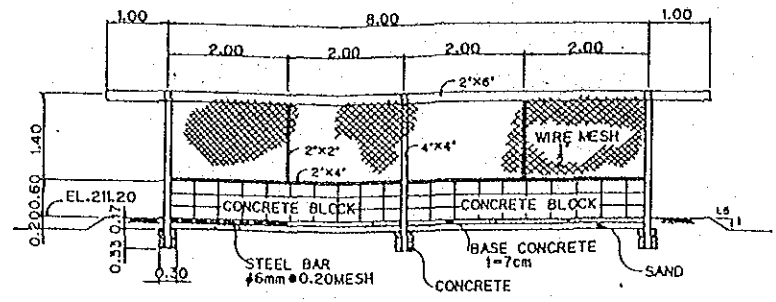 1.00 8.00 1.00
2.00 2.00 2.00 2.00
2"×6"
1.40
WIRE MESH
2"×2"
4"×4"
2"×4"
0.60
EL.211.20
CONCRETE BLOCK CONCRETE BLOCK
0.20
0.17
0.33
1.5
1
0.30
STEEL BAR
ϕ6mm@0.20MESH
BASE CONCRETE
t=7cm
SAND
CONCRETE